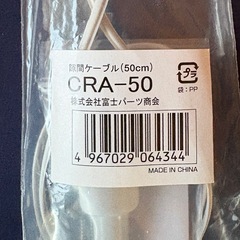 隙間ケーブル(50cm)
CRA-50
株式会社富士パーツ商会
プラ
袋:PP
4 967029 064344
MADE IN CHINA